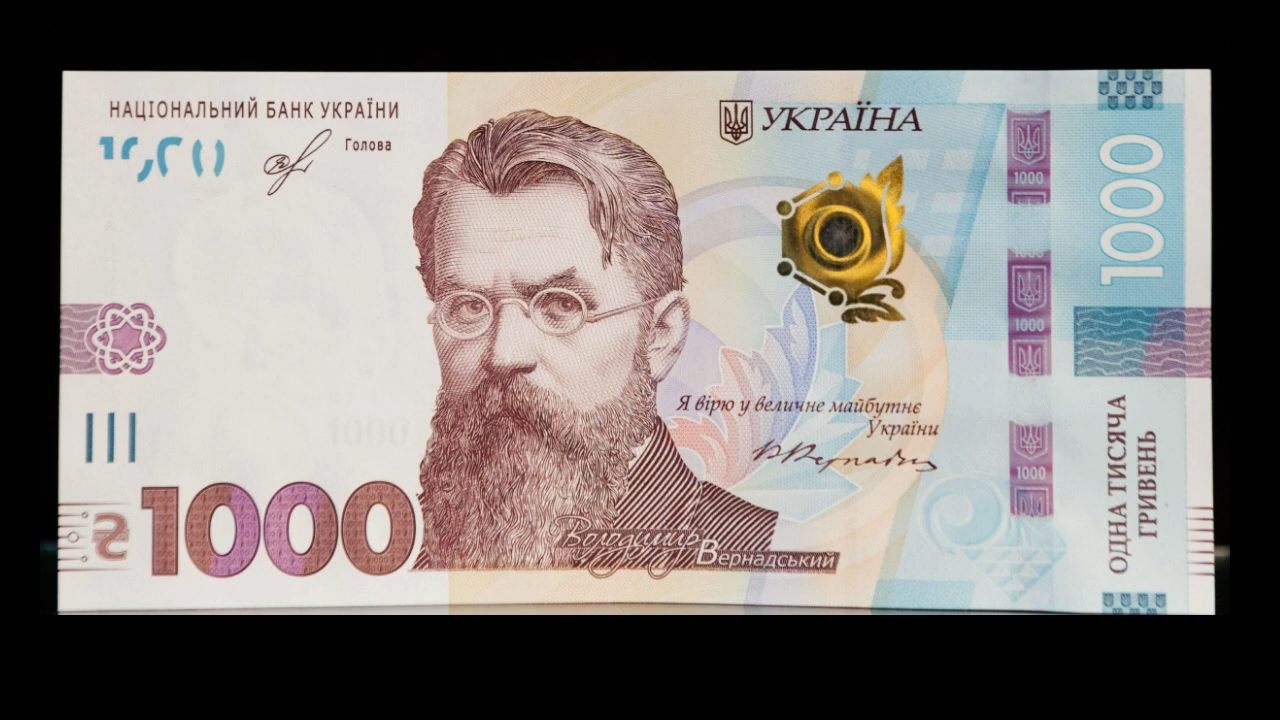 НАЦІОНАЛЬНИЙ БАНК УКРАЇНИ
Голова
УКРАЇНА
1000
1000
1000
1000
Я вірю у величне майбутнє
України
ОДНА ТИСЯЧА
ГРИВЕНЬ
₴1000
Володимир
Вернадський